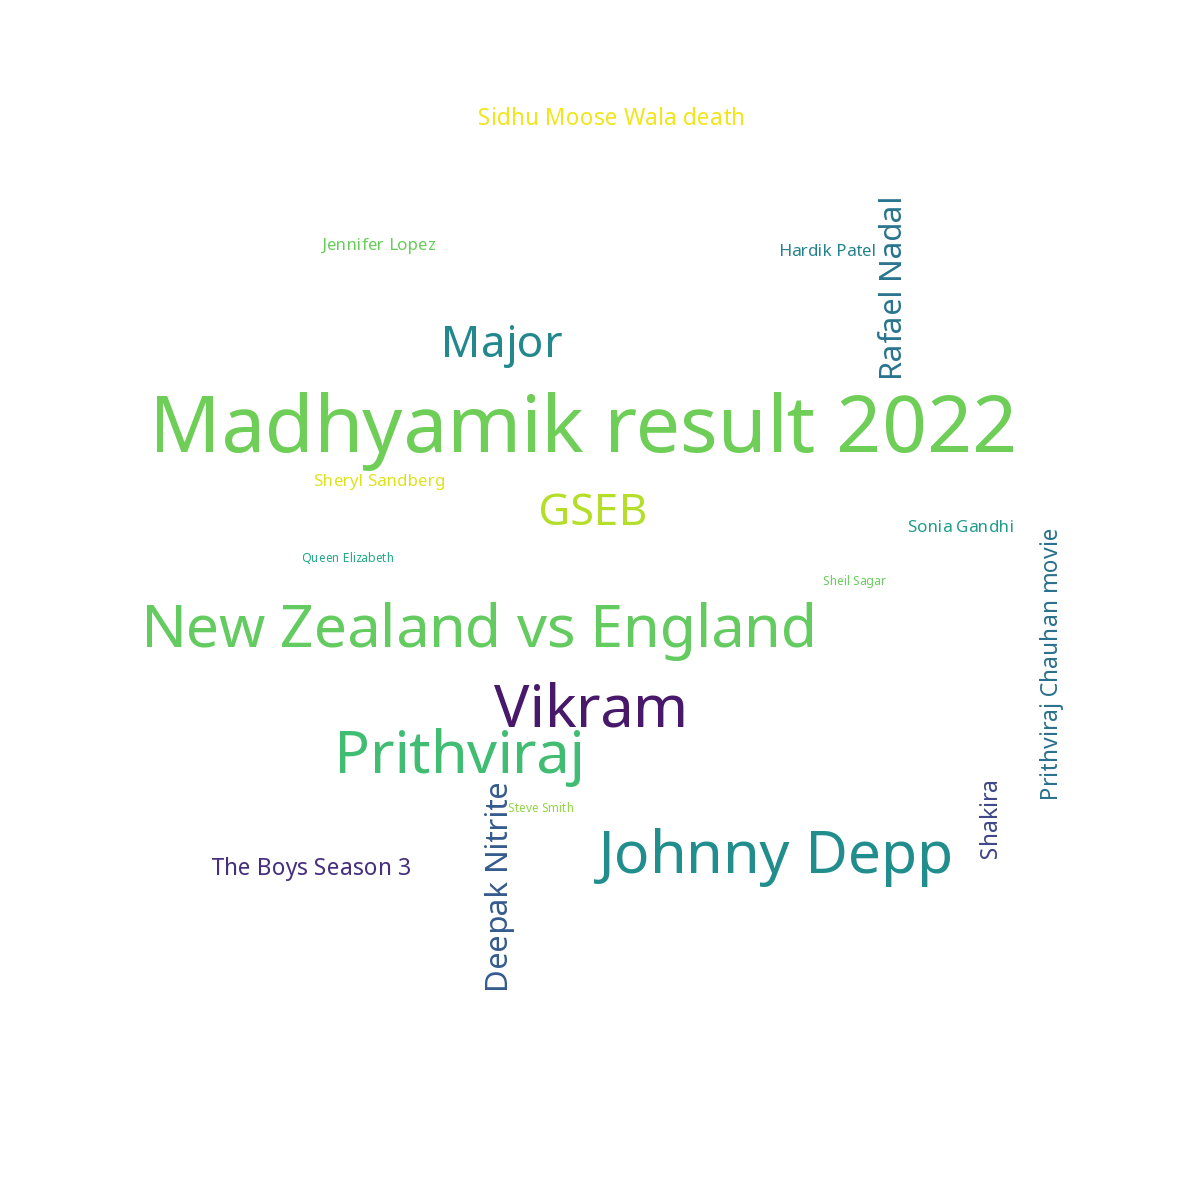 Sidhu Moose Wala death
Jennifer Lopez
Hardik Patel
Rafael Nadal
Major
Madhyamik result 2022
Sheryl Sandberg
GSEB
Sonia Gandhi
Queen Elizabeth
Sheil Sagar
Prithviraj Chauhan movie
New Zealand vs England
Vikram
Prithviraj
Steve Smith
Shakira
Johnny Depp
The Boys Season 3
Deepak Nitrite